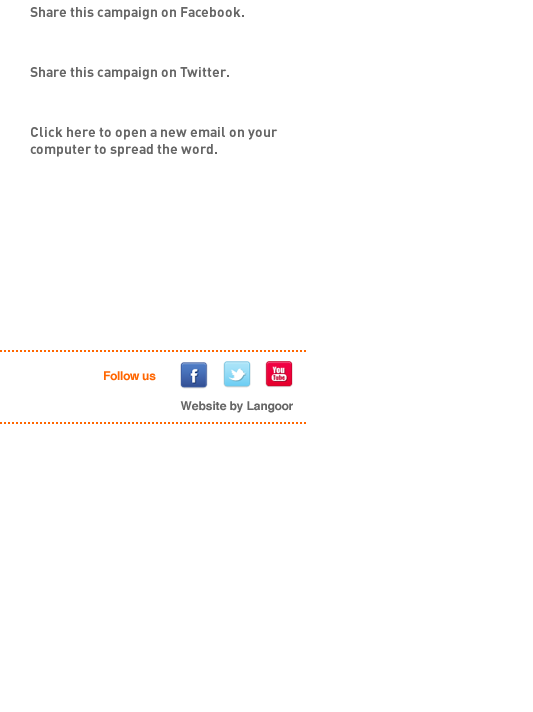 Share this campaign on Facebook.
Share this campaign on Twitter.
Click here to open a new email on your
computer to spread the word.
Follow us
f
You
Tube
Website by Langoor